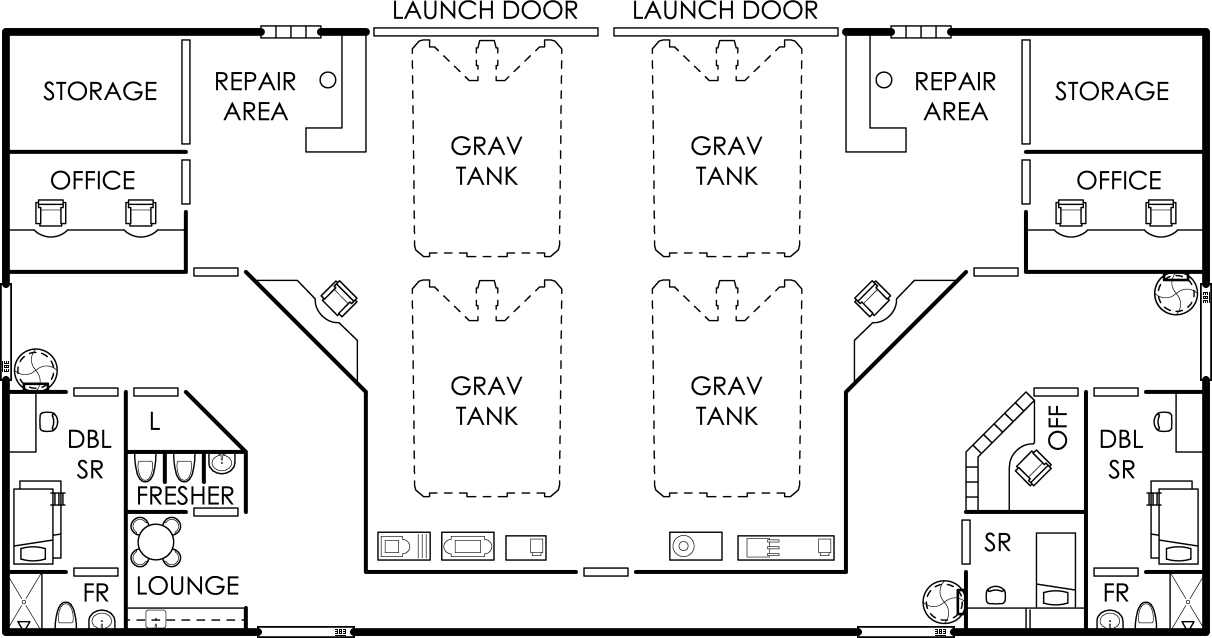 LAUNCH DOOR
LAUNCH DOOR
STORAGE
REPAIR
AREA
GRAV
TANK
GRAV
TANK
REPAIR
AREA
STORAGE
OFFICE
OFFICE
GRAV
TANK
GRAV
TANK
L
DBL
SR
FRESHER
OFF
DBL
SR
SR
LOUNGE
FR
FR